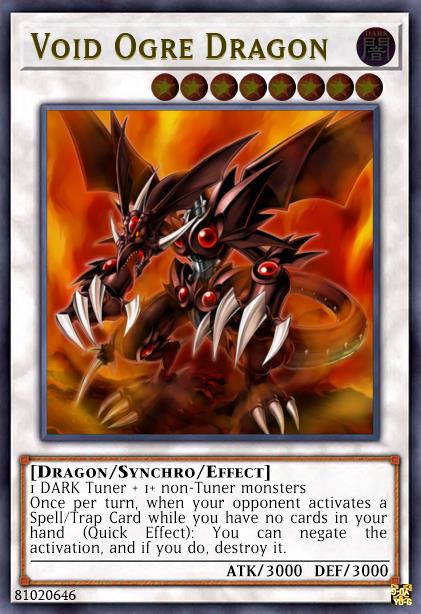 Void Ogre Dragon
DARK
闇
[Dragon/Synchro/Effect]
1 DARK Tuner + 1+ non-Tuner monsters
Once per turn, when your opponent activates a
Spell/Trap Card while you have no cards in your
hand (Quick Effect): You can negate the
activation, and if you do, destroy it.
ATK/3000 DEF/3000
81020646